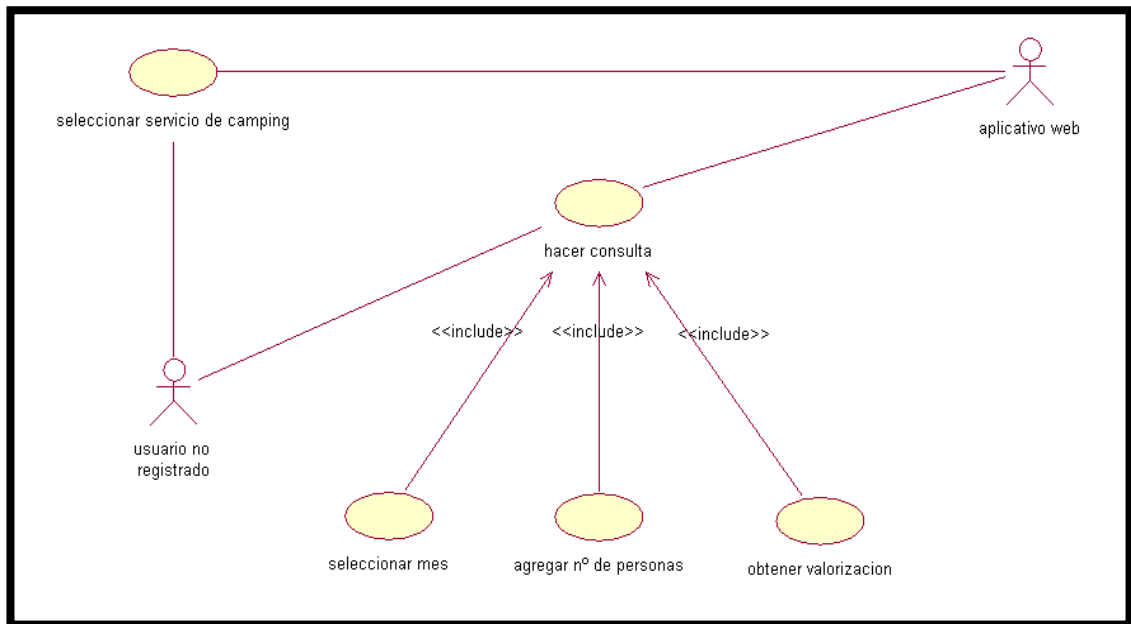 seleccionar servicio de camping
aplicativo web
hacer consulta
<<include>>
<<include>>
<<include>>
usuario no
registrado
seleccionar mes
agregar nº de personas
obtener valorizacion